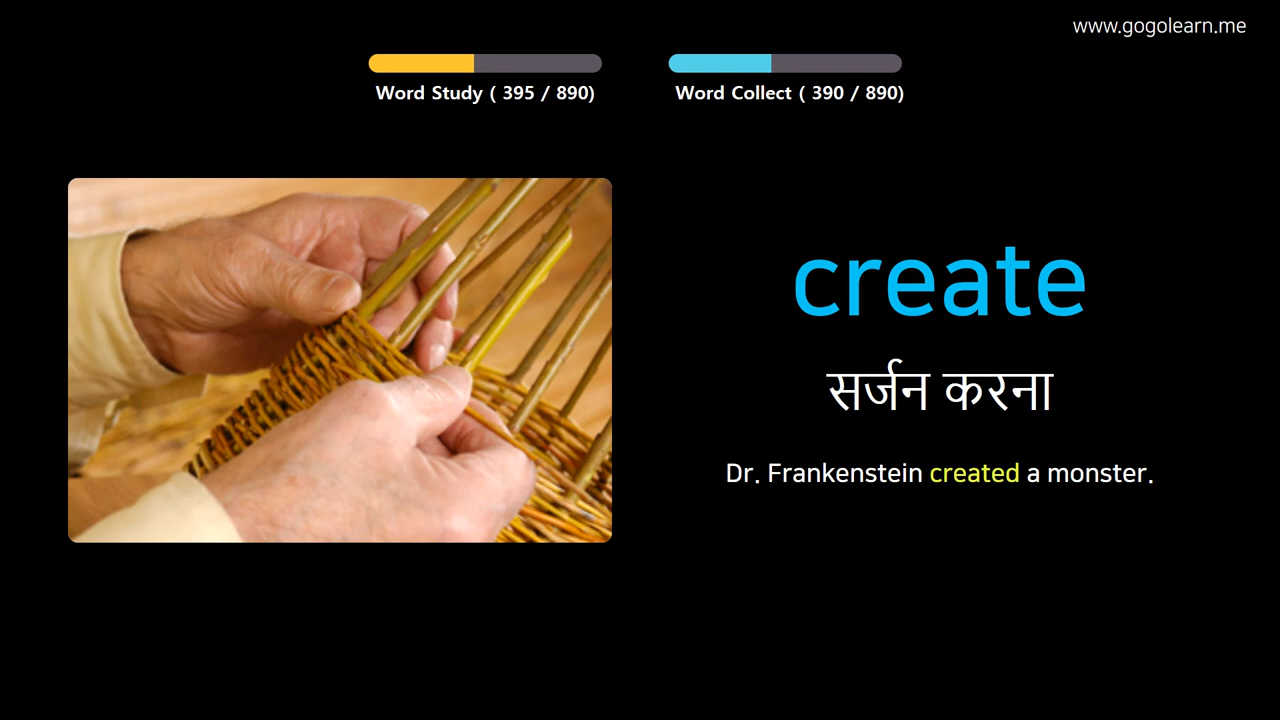 www.gogolearn.me
Word Study ( 395 / 890)
Word Collect ( 390 / 890)
create
सर्जन करना
Dr. Frankenstein created a monster.